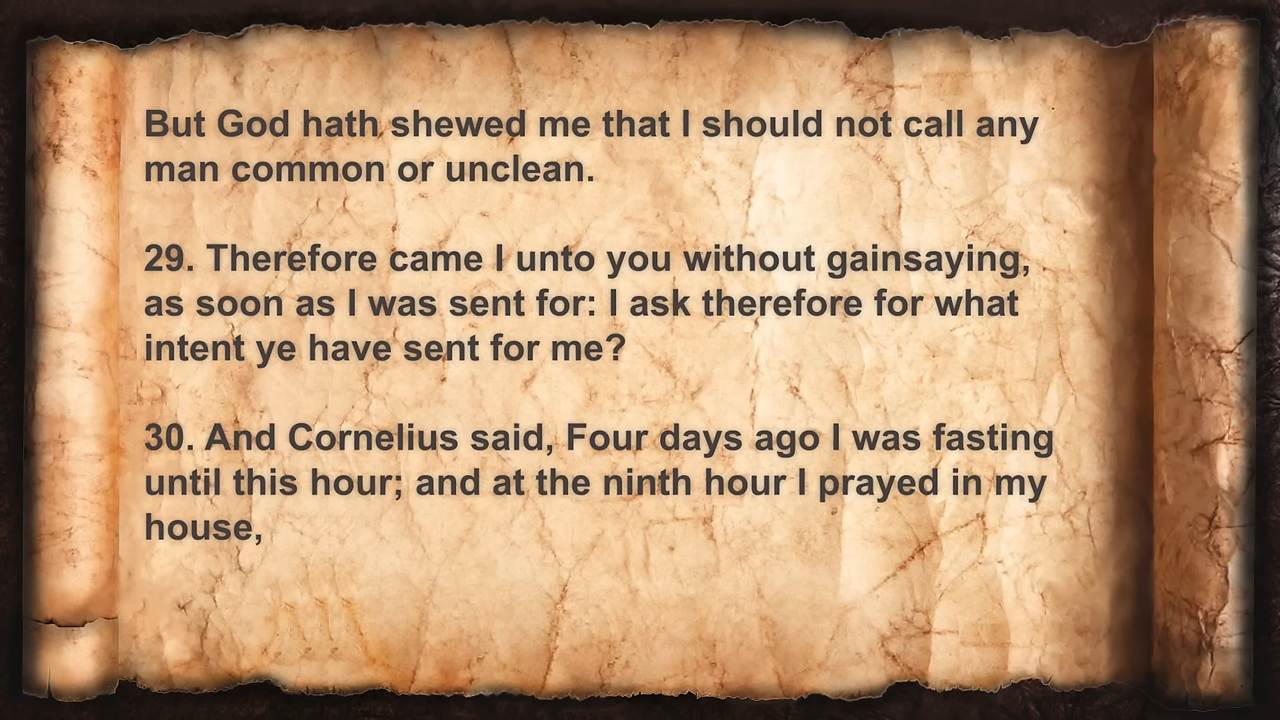 But God hath shewed me that I should not call any
man common or unclean.
29. Therefore came I unto you without gainsaying,
as soon as I was sent for: I ask therefore for what
intent ye have sent for me?
30. And Cornelius said, Four days ago I was fasting
until this hour; and at the ninth hour I prayed in my
house,